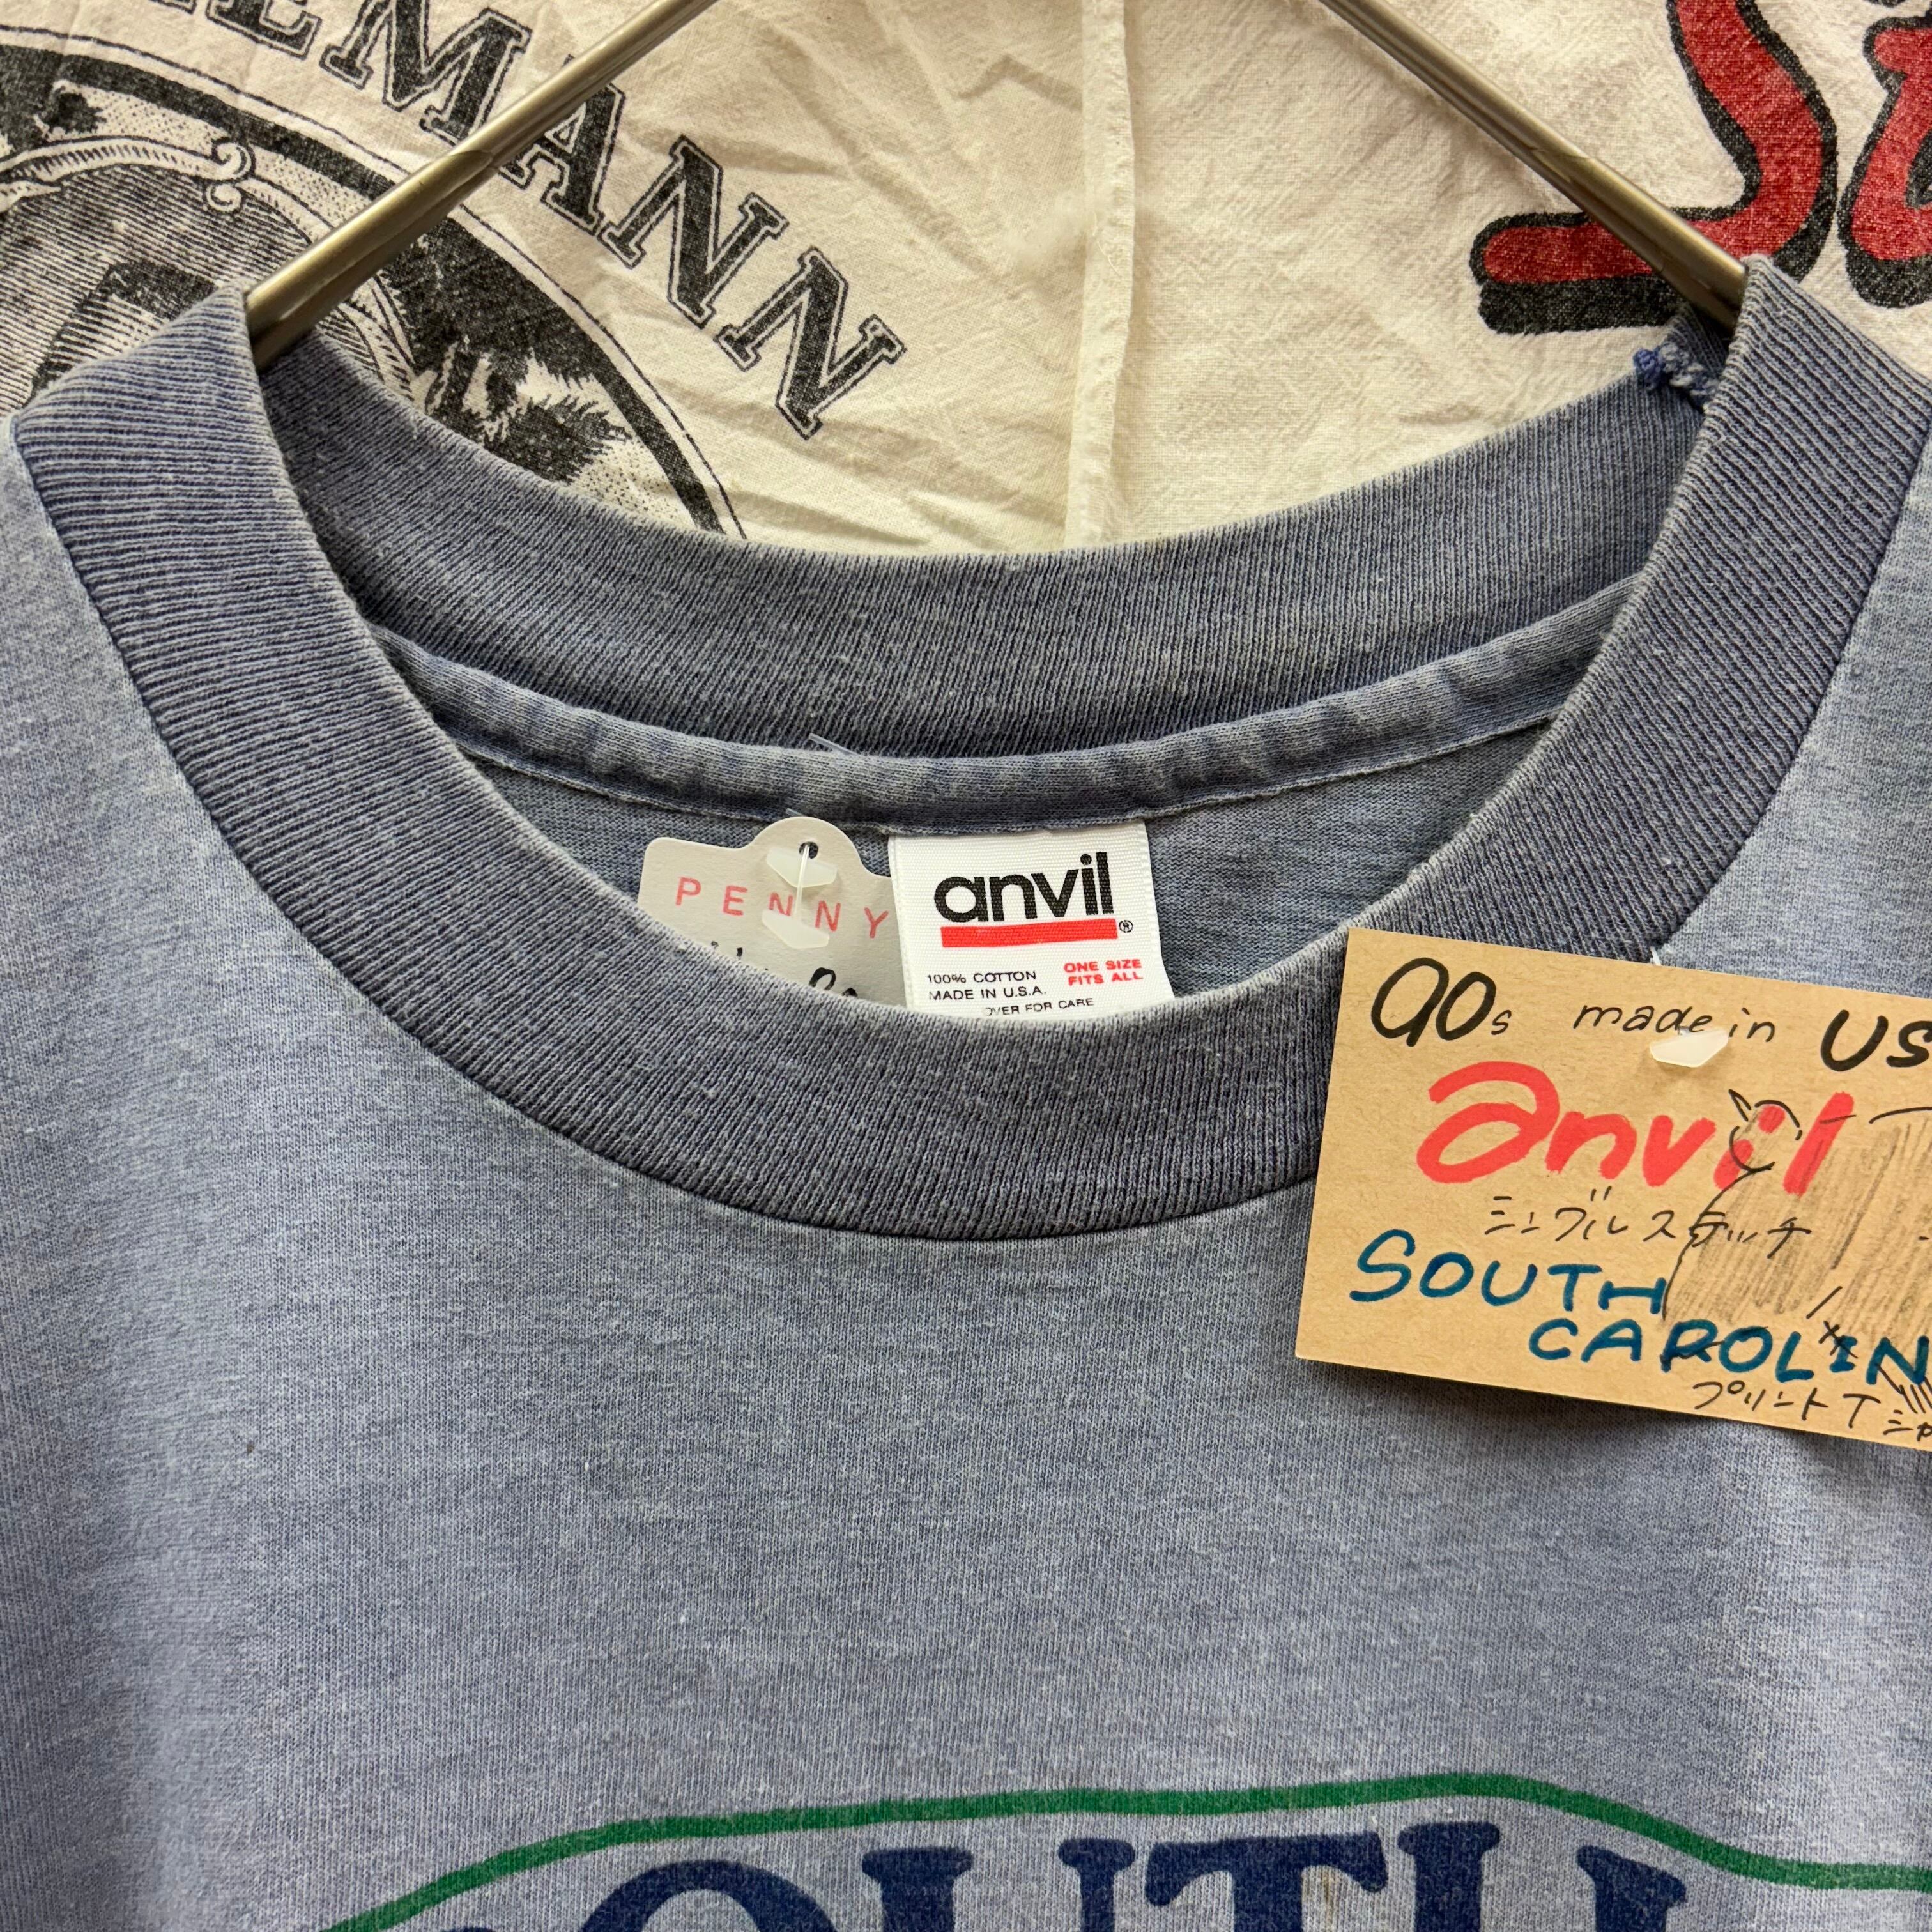 PENNY
anvil®
100% COTTON
MADE IN U.S.A.
ONE SIZE
FITS ALL
OVER FOR CARE
90s made in US
anvil
シングルステッチ
SOUTH
CAROLIN
プリントTシャ